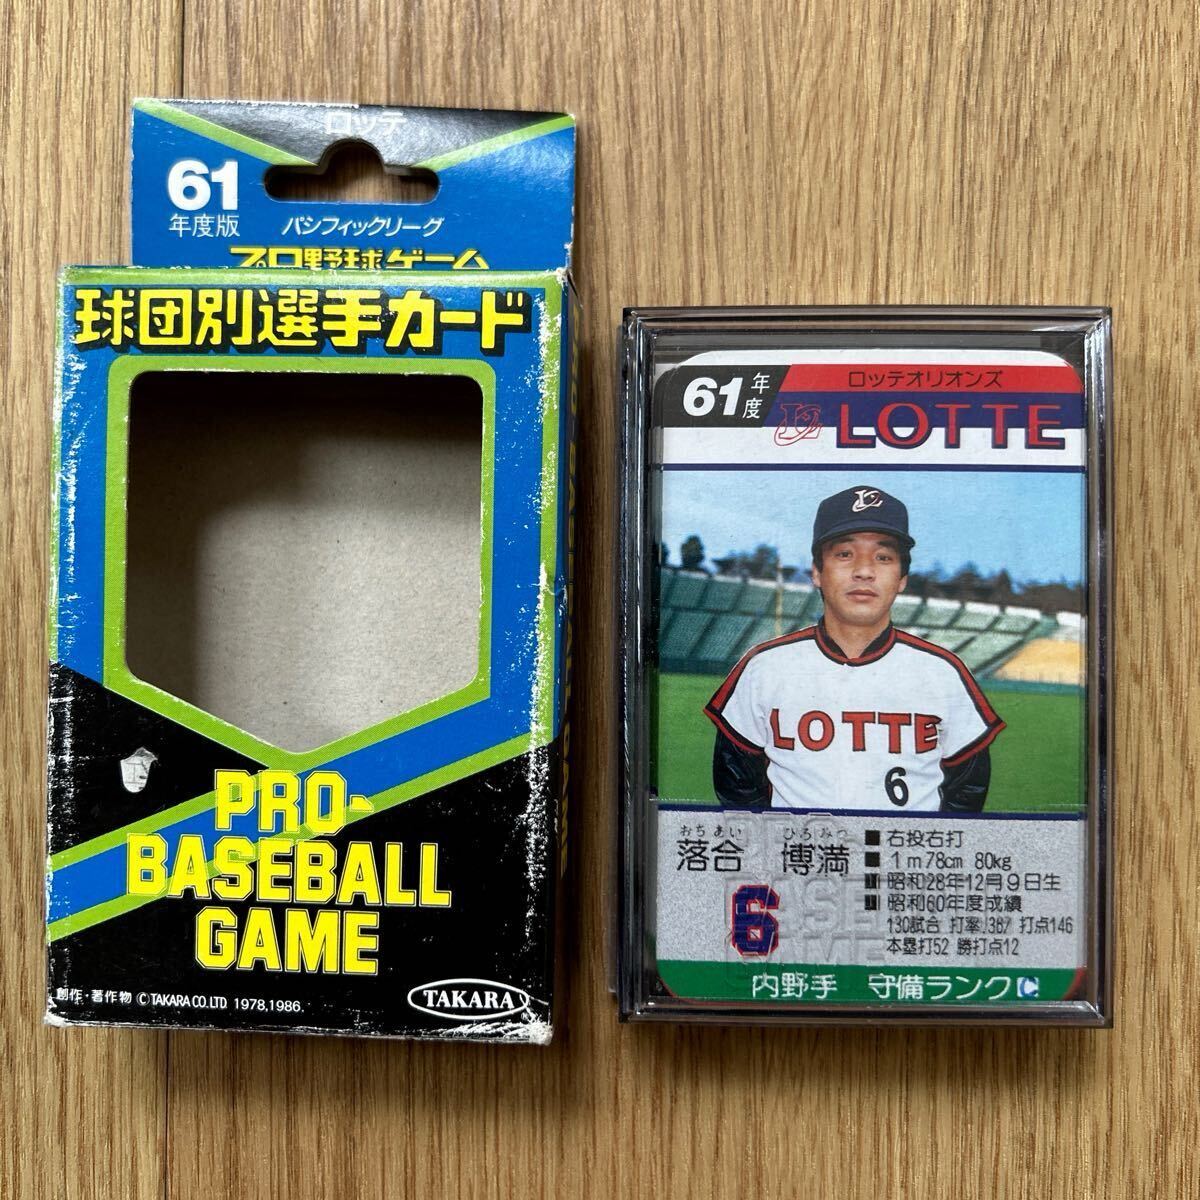 ロッテ
61
年度版
パシフィックリーグ
プロ野球ゲーム
球団別選手カード
PRO-
BASEBALL
GAME
創作・著作物 ©TAKARA CO.LTD 1978,1986.
TAKARA
61年度
ロッテオリオンズ
LOTTE
LOTTE
6
おちあい ひろみつ
落合 博満
6
■右投右打
■1m78cm 80kg
■昭和28年12月9日生
■昭和60年度成績
130試合 打率.367 打点146
本塁打52 勝打点12
内野手 守備ランクC
PRO
BASE
GAME